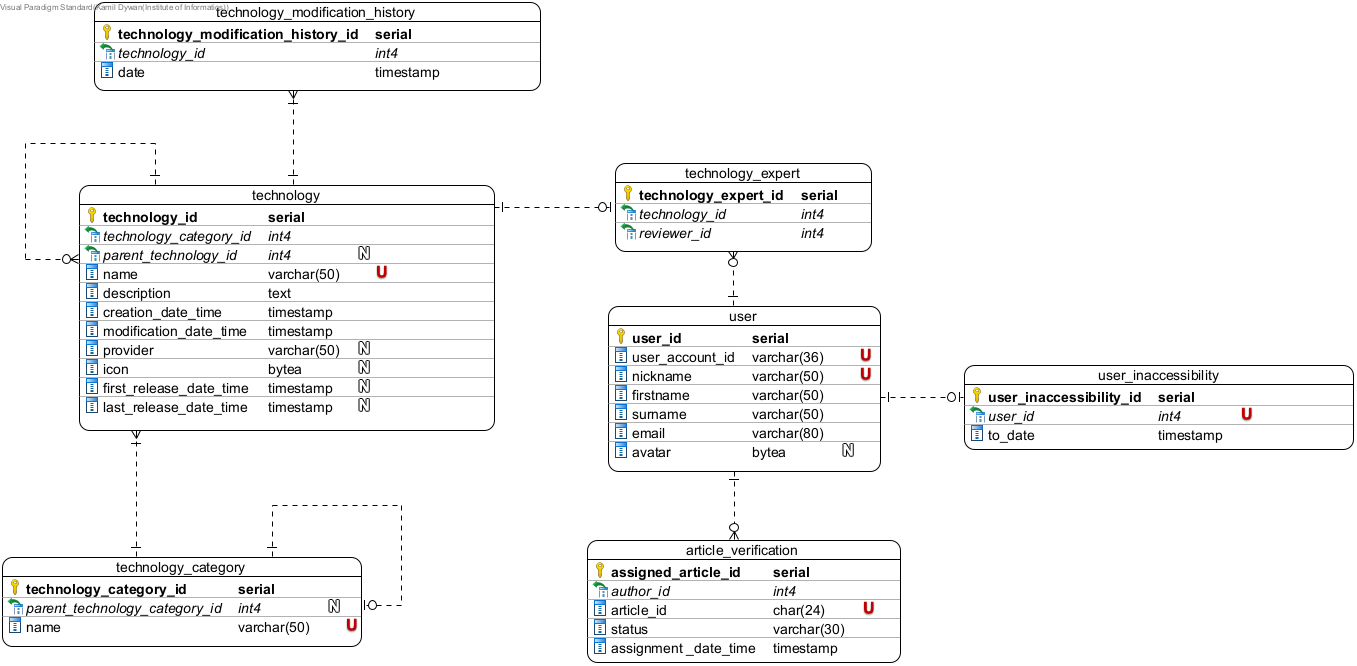 Visual Paradigm Standard(Kamil Dywan(Institute of Informatics))
technology_modification_history
technology_modification_history_id serial
technology_id int4
date timestamp
technology
technology_id serial
technology_category_id int4
parent_technology_id int4 N
name varchar(50) U
description text
creation_date_time timestamp
modification_date_time timestamp
provider varchar(50) N
icon bytea N
first_release_date_time timestamp N
last_release_date_time timestamp N
technology_expert
technology_expert_id serial
technology_id int4
reviewer_id int4
user
user_id serial
user_account_id varchar(36) U
nickname varchar(50) U
firstname varchar(50)
surname varchar(50)
email varchar(80)
avatar bytea N
user_inaccessibility
user_inaccessibility_id serial
user_id int4 U
to_date timestamp
technology_category
technology_category_id serial
parent_technology_category_id int4 N
name varchar(50) U
article_verification
assigned_article_id serial
author_id int4
article_id char(24) U
status varchar(30)
assignment _date_time timestamp